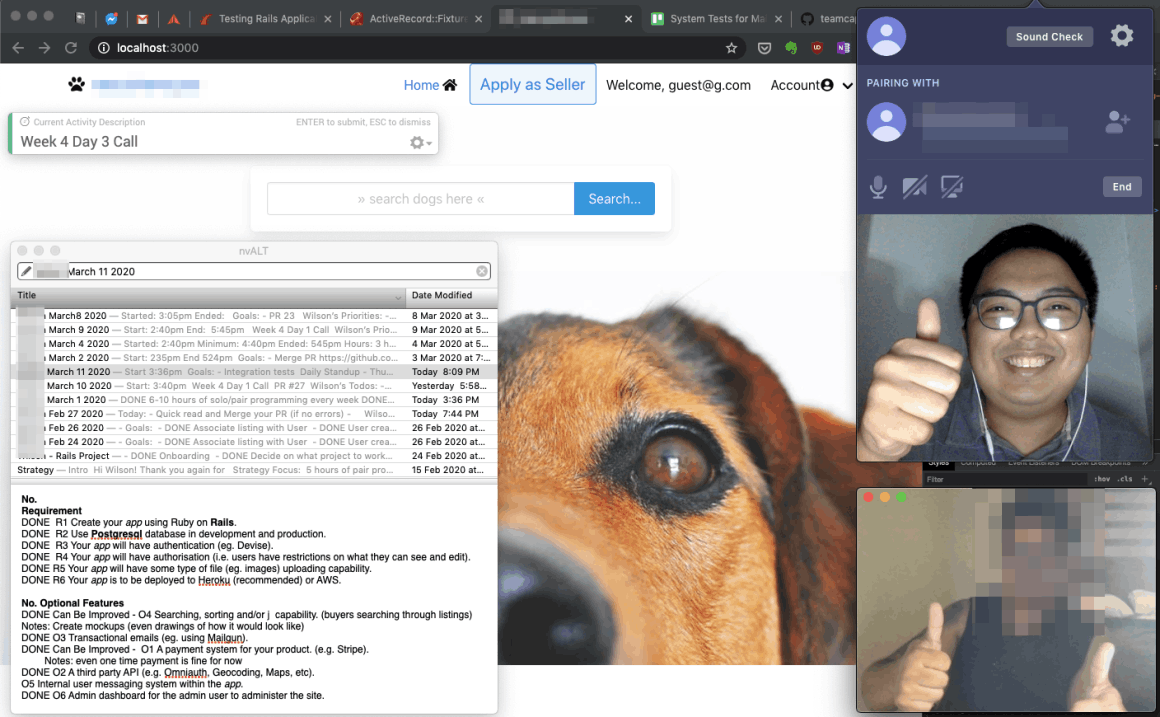 Testing Rails Applica
ActiveRecord::Fixture
System Tests for Ma
teamca
localhost:3000
Home
Apply as Seller
Welcome, guest@g.com
Account
Current Activity Description
ENTER to submit, ESC to dismiss
Week 4 Day 3 Call
» search dogs here «
Search...
Sound Check
PAIRING WITH
End
nvALT
March 11 2020
Title
Date Modified
March8 2020 — Started: 3:05pm Ended: Goals: - PR 23 Wilson's Priorities: -...
8 Mar 2020 at 3...
March 9 2020 — Start: 2:40pm End: 5:45pm Week 4 Day 1 Call Wilson's Prio...
9 Mar 2020 at 5...
March 4 2020 — Started: 2:40pm Minimum: 4:40pm Ended: 545pm Hours: 3 h...
4 Mar 2020 at 5...
March 2 2020 — Start: 235pm End 524pm Goals: - Merge PR https://github.co...
3 Mar 2020 at 7:...
March 11 2020 — Start 3:36pm Goals: - Integration tests Daily Standup - Thu...
Today 8:09 PM
March 10 2020 — Start: 3:40pm Week 4 Day 1 Call PR #27 Wilson's Todos: -...
Yesterday 5:58...
March 1 2020 — DONE 6-10 hours of solo/pair programming every week DONE...
Today 3:36 PM
Feb 27 2020 — Today: - Quick read and Merge your PR (if no errors) - Wilso...
Today 7:44 PM
Feb 26 2020 — - Goals: - DONE Associate listing with User - DONE User crea...
26 Feb 2020 at...
Feb 24 2020 — - Goals: - DONE Associate listing with User - DONE User crea...
26 Feb 2020 at...
- Rails Project — - DONE Onboarding - DONE Decide on what project to work...
24 Feb 2020 at...
Strategy — Intro Hi Wilson! Thank you again for Strategy Focus: 5 hours of pair pro...
15 Feb 2020 at...
No.
Requirement
DONE R1 Create your app using Ruby on Rails.
DONE R2 Use Postgresql database in development and production.
DONE R3 Your app will have authentication (eg. Devise).
DONE R4 Your app will have authorisation (i.e. users have restrictions on what they can see and edit).
DONE R5 Your app will have some type of file (eg. images) uploading capability.
DONE R6 Your app is to be deployed to Heroku (recommended) or AWS.
No. Optional Features
DONE Can Be Improved - O4 Searching, sorting and/or j capability. (buyers searching through listings)
Notes: Create mockups (even drawings of how it would look like)
DONE O3 Transactional emails (eg. using Mailgun).
DONE Can Be Improved - O1 A payment system for your product. (e.g. Stripe).
Notes: even one time payment is fine for now
DONE O2 A third party API (e.g. Omniauth, Geocoding, Maps, etc).
O5 Internal user messaging system within the app.
DONE O6 Admin dashboard for the admin user to administer the site.
Styles Computed Event Listeners DOM Breakpoints
Filter
:hov .cls +